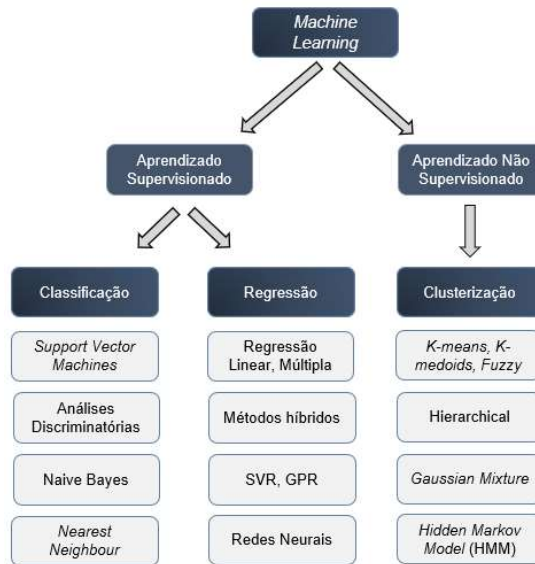 Machine
Learning
Aprendizado
Supervisionado
Aprendizado Não
Supervisionado
Classificação
Regressão
Clusterização
Support Vector
Machines
Regressão
Linear, Múltipla
K-means, K-
medoids, Fuzzy
Análises
Discriminatórias
Métodos híbridos
Hierarchical
Naive Bayes
SVR, GPR
Gaussian Mixture
Nearest
Neighbour
Redes Neurais
Hidden Markov
Model (HMM)